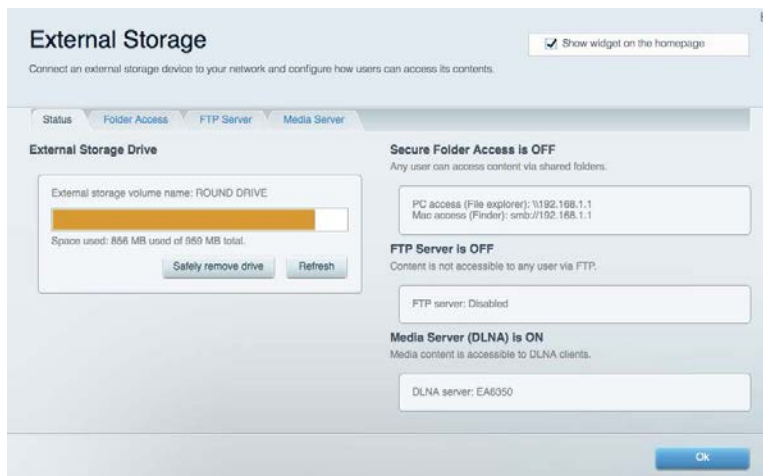 External Storage
Show widget on the homepage
Connect an external storage device to your network and configure how users can access its contents.
Status
Folder Access
FTP Server
Media Server
External Storage Drive
External storage volume name: ROUND DRIVE
Space used: 856 MB used of 959 MB total.
Safely remove drive
Refresh
Secure Folder Access is OFF
Any user can access content via shared folders.
PC access (File explorer): \\192.168.1.1
Mac access (Finder): smb://192.168.1.1
FTP Server is OFF
Content is not accessible to any user via FTP.
FTP server: Disabled
Media Server (DLNA) is ON
Media content is accessible to DLNA clients.
DLNA server: EA6350
Ok